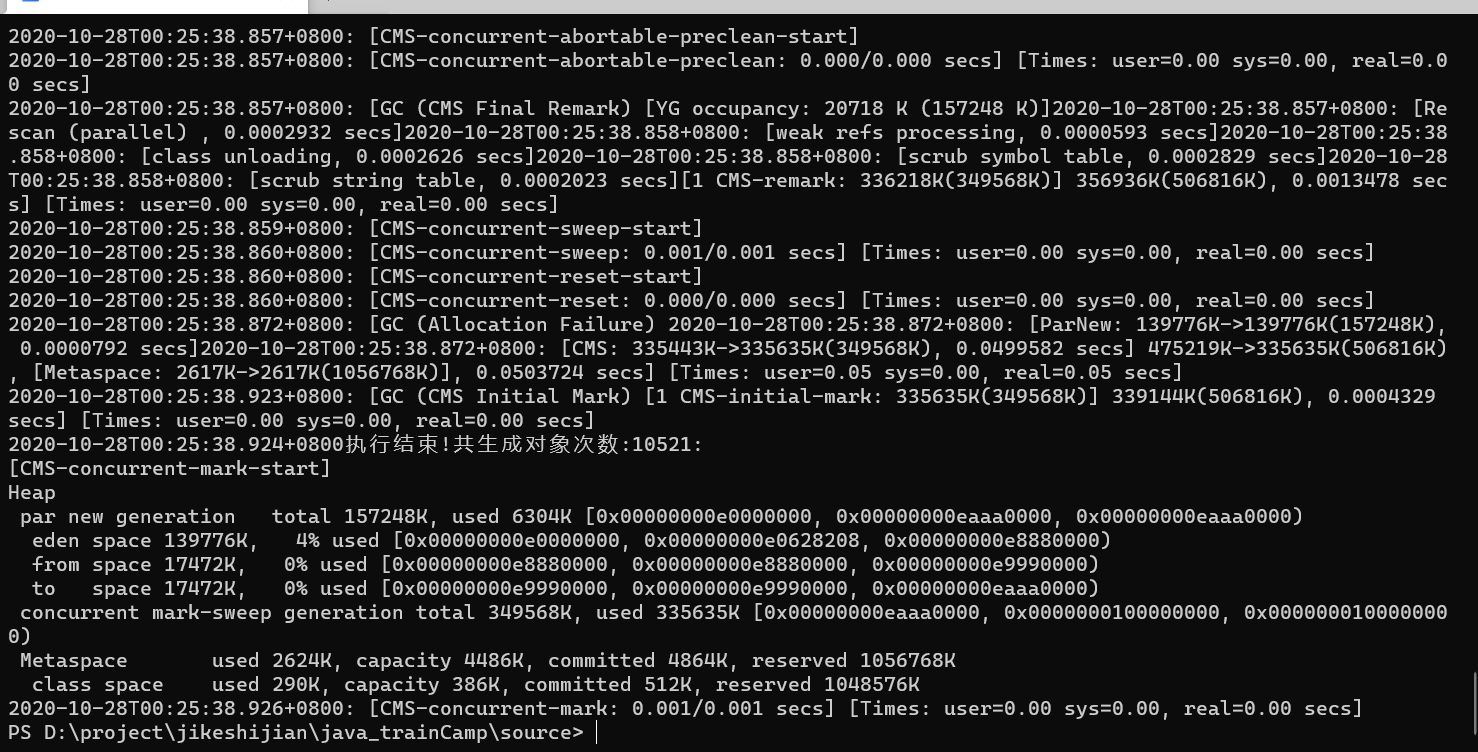 2020-10-28T00:25:38.857+0800: [CMS-concurrent-abortable-preclean-start]
2020-10-28T00:25:38.857+0800: [CMS-concurrent-abortable-preclean: 0.000/0.000 secs] [Times: user=0.00 sys=0.00, real=0.0
0 secs]
2020-10-28T00:25:38.857+0800: [GC (CMS Final Remark) [YG occupancy: 20718 K (157248 K)]2020-10-28T00:25:38.857+0800: [Re
scan (parallel) , 0.0002932 secs]2020-10-28T00:25:38.858+0800: [weak refs processing, 0.0000593 secs]2020-10-28T00:25:38
.858+0800: [class unloading, 0.0002626 secs]2020-10-28T00:25:38.858+0800: [scrub symbol table, 0.0002829 secs]2020-10-28
T00:25:38.858+0800: [scrub string table, 0.0002023 secs][1 CMS-remark: 336218K(349568K)] 356936K(506816K), 0.0013478 sec
s] [Times: user=0.00 sys=0.00, real=0.00 secs]
2020-10-28T00:25:38.859+0800: [CMS-concurrent-sweep-start]
2020-10-28T00:25:38.860+0800: [CMS-concurrent-sweep: 0.001/0.001 secs] [Times: user=0.00 sys=0.00, real=0.00 secs]
2020-10-28T00:25:38.860+0800: [CMS-concurrent-reset-start]
2020-10-28T00:25:38.860+0800: [CMS-concurrent-reset: 0.000/0.000 secs] [Times: user=0.00 sys=0.00, real=0.00 secs]
2020-10-28T00:25:38.872+0800: [GC (Allocation Failure) 2020-10-28T00:25:38.872+0800: [ParNew: 139776K->139776K(157248K),
 0.0000792 secs]2020-10-28T00:25:38.872+0800: [CMS: 335443K->335635K(349568K), 0.0499582 secs] 475219K->335635K(506816K)
, [Metaspace: 2617K->2617K(1056768K)], 0.0503724 secs] [Times: user=0.05 sys=0.00, real=0.05 secs]
2020-10-28T00:25:38.923+0800: [GC (CMS Initial Mark) [1 CMS-initial-mark: 335635K(349568K)] 339144K(506816K), 0.0004329
secs] [Times: user=0.00 sys=0.00, real=0.00 secs]
2020-10-28T00:25:38.924+0800执行结束!共生成对象次数:10521:
[CMS-concurrent-mark-start]
Heap
 par new generation   total 157248K, used 6304K [0x00000000e0000000, 0x00000000eaaa0000, 0x00000000eaaa0000)
  eden space 139776K,   4% used [0x00000000e0000000, 0x00000000e0628208, 0x00000000e8880000)
  from space 17472K,   0% used [0x00000000e8880000, 0x00000000e8880000, 0x00000000e9990000)
  to   space 17472K,   0% used [0x00000000e9990000, 0x00000000e9990000, 0x00000000eaaa0000)
 concurrent mark-sweep generation total 349568K, used 335635K [0x00000000eaaa0000, 0x0000000100000000, 0x000000010000000
0)
 Metaspace       used 2624K, capacity 4486K, committed 4864K, reserved 1056768K
  class space    used 290K, capacity 386K, committed 512K, reserved 1048576K
2020-10-28T00:25:38.926+0800: [CMS-concurrent-mark: 0.001/0.001 secs] [Times: user=0.00 sys=0.00, real=0.00 secs]
PS D:\project\jikeshijian\java_trainCamp\source>